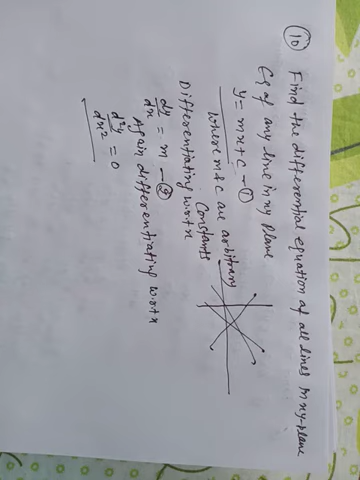 (10) Find the differential equation of all lines in xy-plane
Eq of any line in xy plane
y = mx + c —(1)
where m & c are arbitrary
Constants
Differentiating w.r.t x
dy/dx = m —(2)
Again differentiating w.r.t x
d²y/dx² = 0